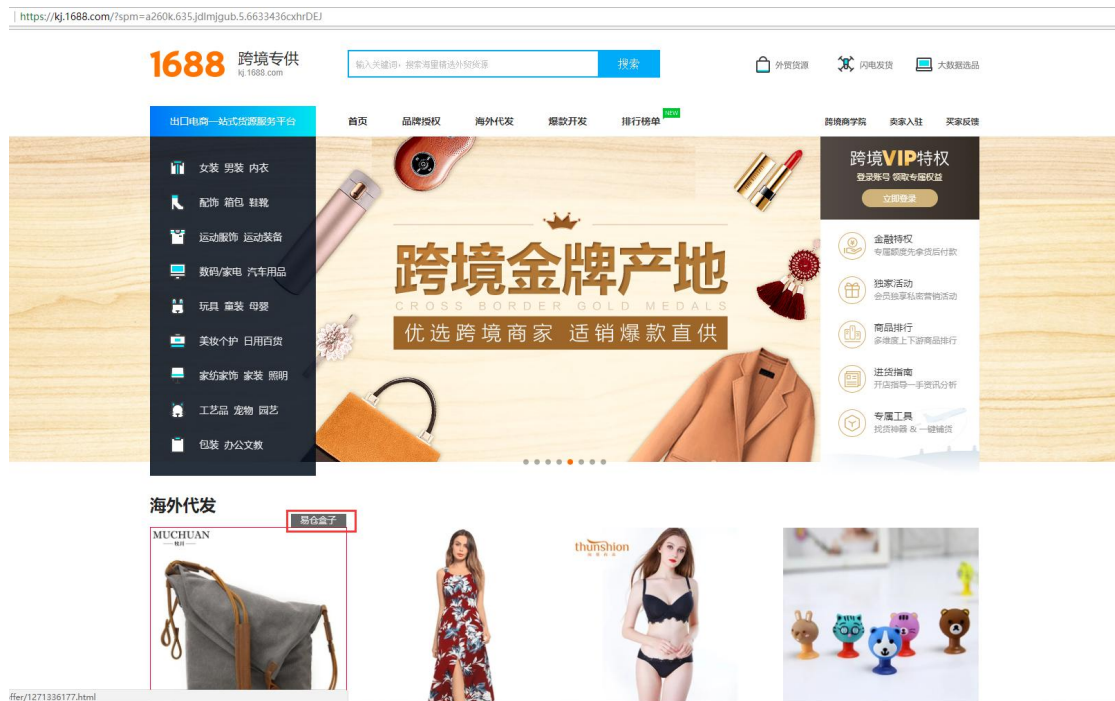 https://kj.1688.com/?spm=a260k.635.jdlmjgub.5.6633436cxhrDEJ
1688 跨境专供
kj.1688.com
输入关键词，搜索海量精选外贸货源
搜索
外贸货源 闪电发货 大数据选品
出口电商一站式货源服务平台
首页 品牌授权 海外代发 爆款开发 排行榜单 NEW
跨境商学院 卖家入驻 买家反馈
女装 男装 内衣
配饰 箱包 鞋靴
运动服饰 运动装备
数码/家电 汽车用品
玩具 童装 母婴
美妆个护 日用百货
家纺家饰 家装 照明
工艺品 宠物 园艺
包装 办公文教
跨境金牌产地
CROSS BORDER GOLD MEDALS
优选跨境商家 适销爆款直供
跨境VIP特权
登录账号 领取专属权益
立即登录
金融特权
专属额度先拿货后付款
独家活动
会员独享私密营销活动
商品排行
多维度上下游商品排行
进货指南
开店指导一手资讯分析
专属工具
找货神器 & 一键铺货
海外代发
易仓盒子
MUCHUAN
thunshion
ffer/1271336177.html